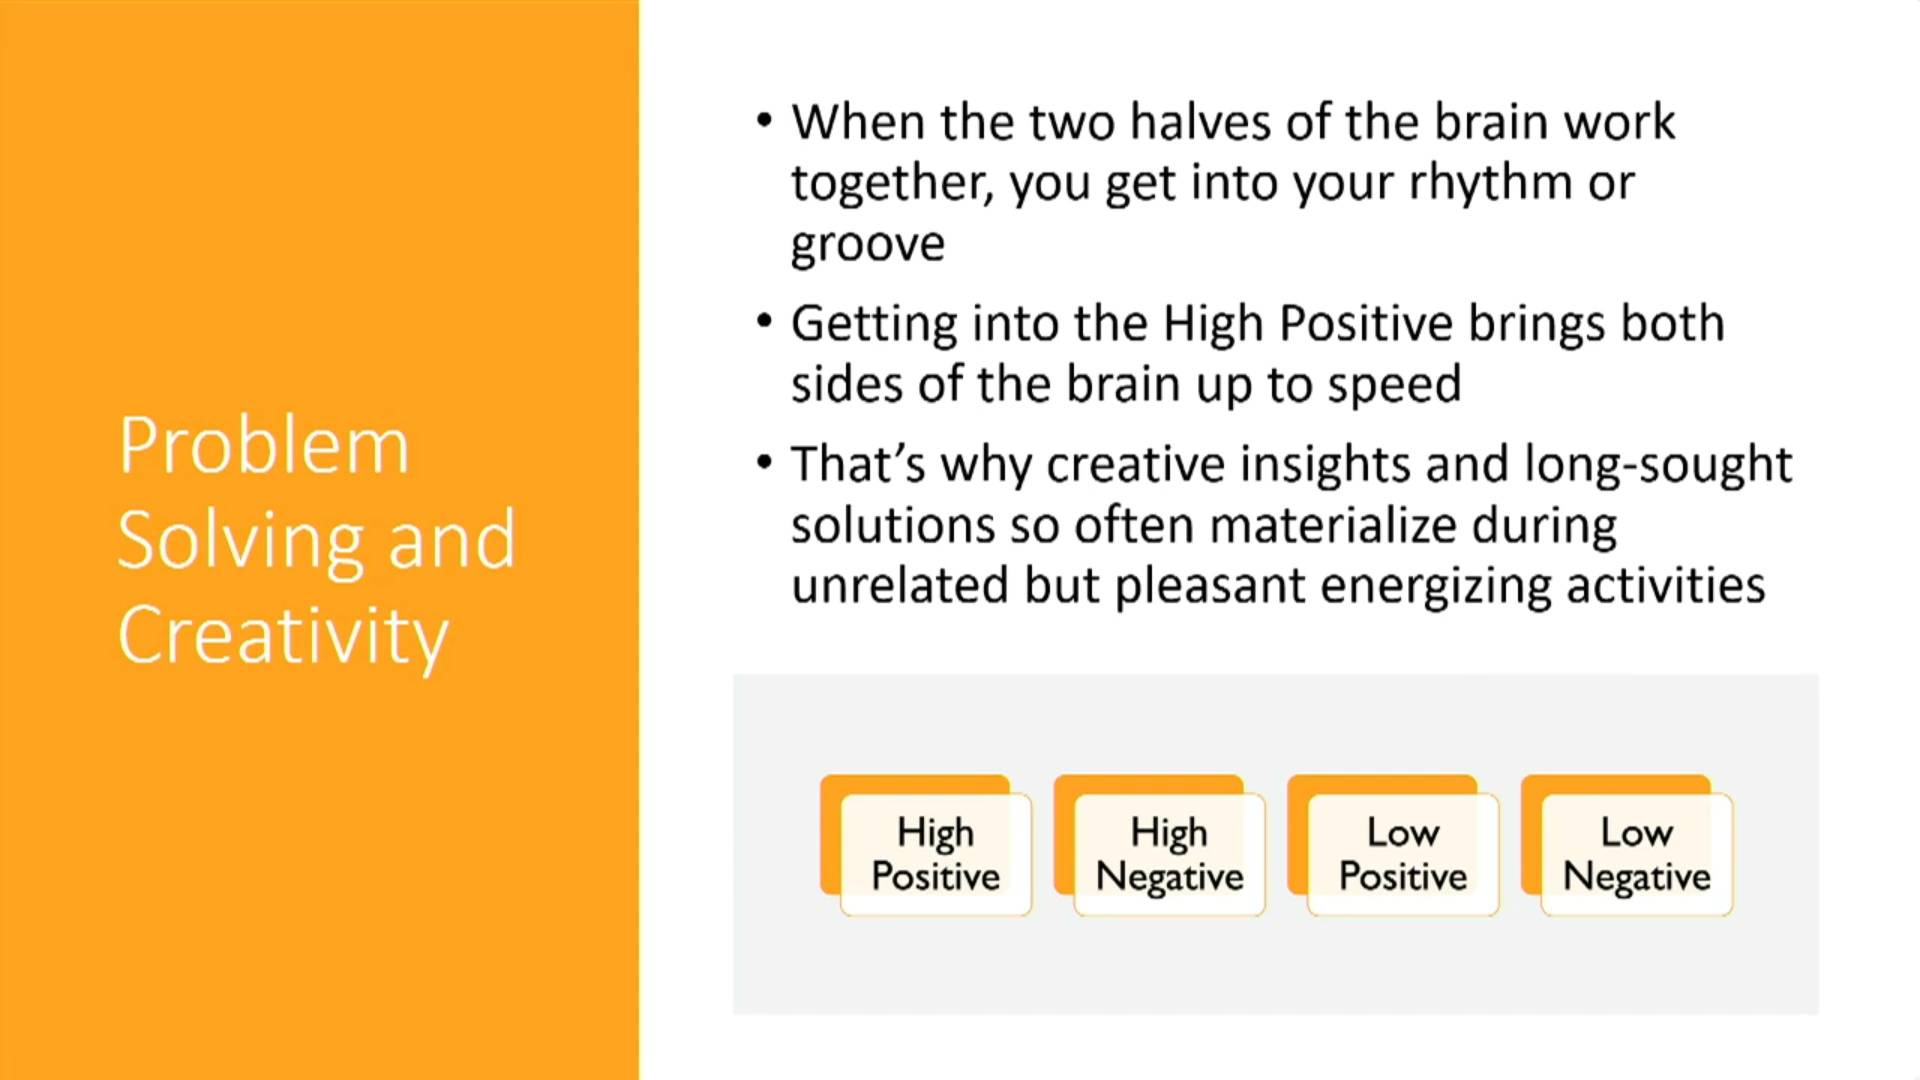 Problem
Solving and
Creativity
• When the two halves of the brain work
together, you get into your rhythm or
groove
• Getting into the High Positive brings both
sides of the brain up to speed
• That’s why creative insights and long-sought
solutions so often materialize during
unrelated but pleasant energizing activities
High
Positive
High
Negative
Low
Positive
Low
Negative